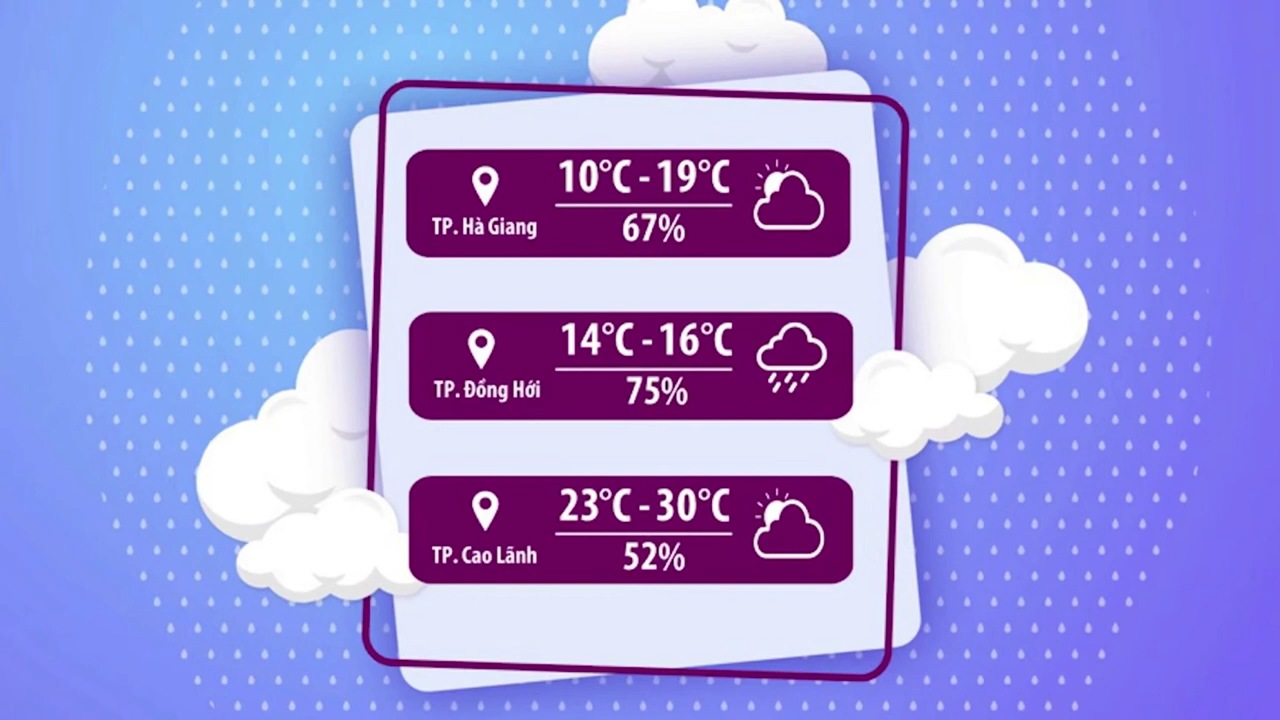 10°C - 19°C
TP. Hà Giang
67%
14°C - 16°C
TP. Đồng Hới
75%
23°C - 30°C
TP. Cao Lãnh
52%